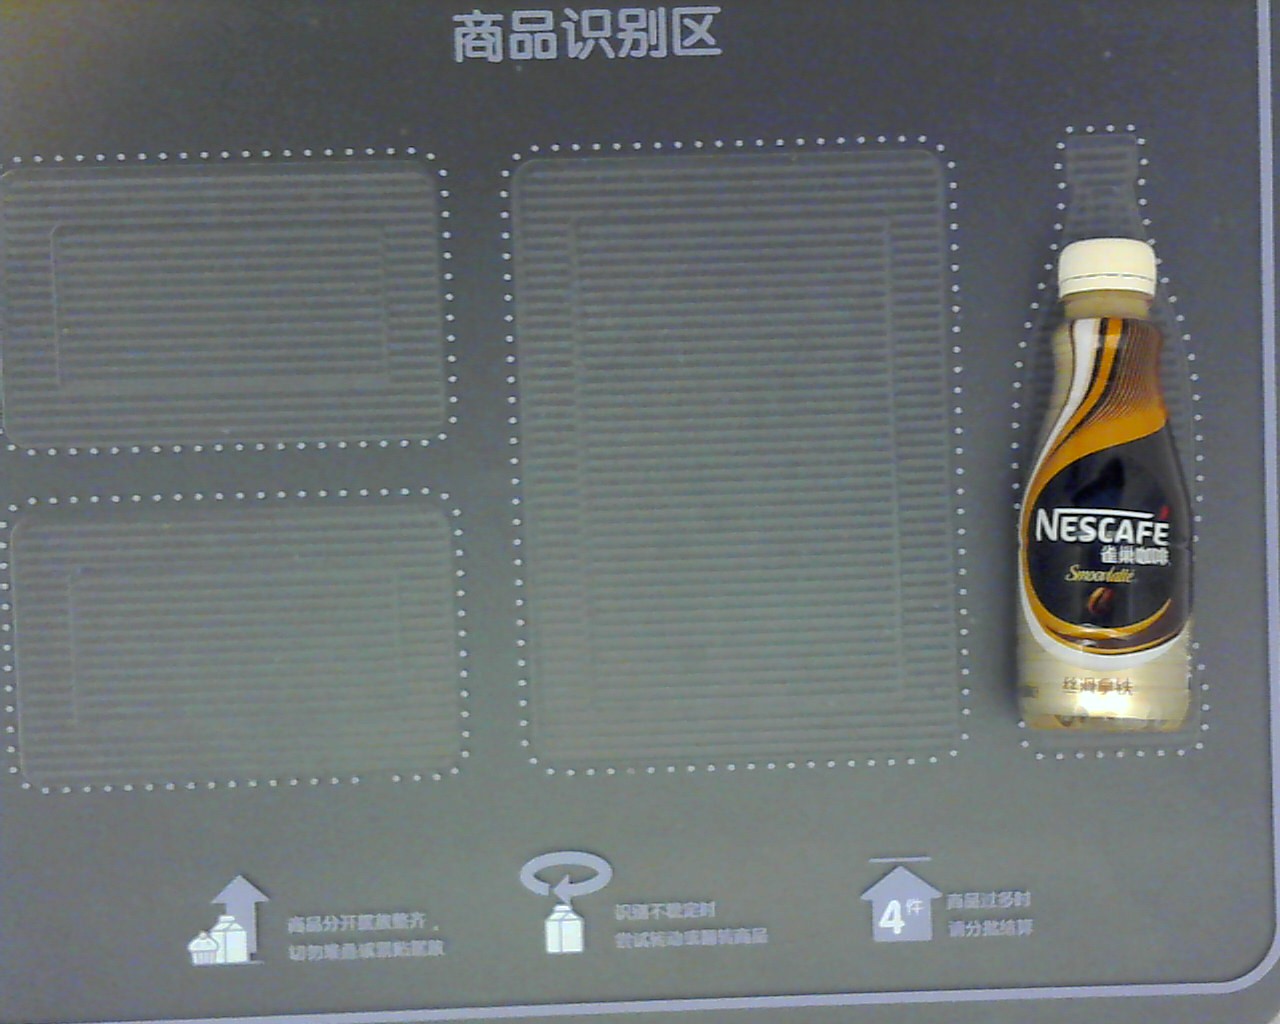 商品识别区
NESCAFÉ
雀巢咖啡
Smoovlatté
丝滑拿铁
商品分开摆放整齐，
切勿堆叠或紧贴摆放
识别不稳定时
尝试转动或翻转商品
4件
商品过多时
请分批结算